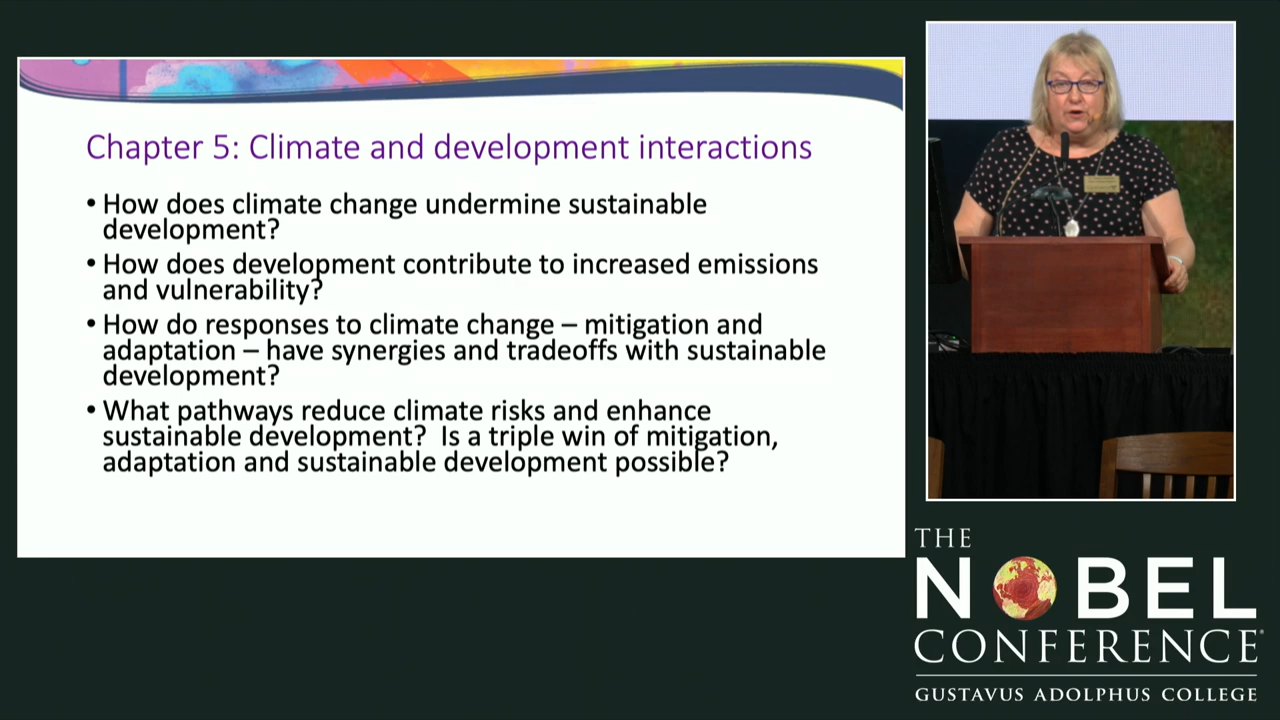 Chapter 5: Climate and development interactions
• How does climate change undermine sustainable
development?
• How does development contribute to increased emissions
and vulnerability?
• How do responses to climate change – mitigation and
adaptation – have synergies and tradeoffs with sustainable
development?
• What pathways reduce climate risks and enhance
sustainable development?  Is a triple win of mitigation,
adaptation and sustainable development possible?
THE
NOBEL
CONFERENCE®
GUSTAVUS ADOLPHUS COLLEGE